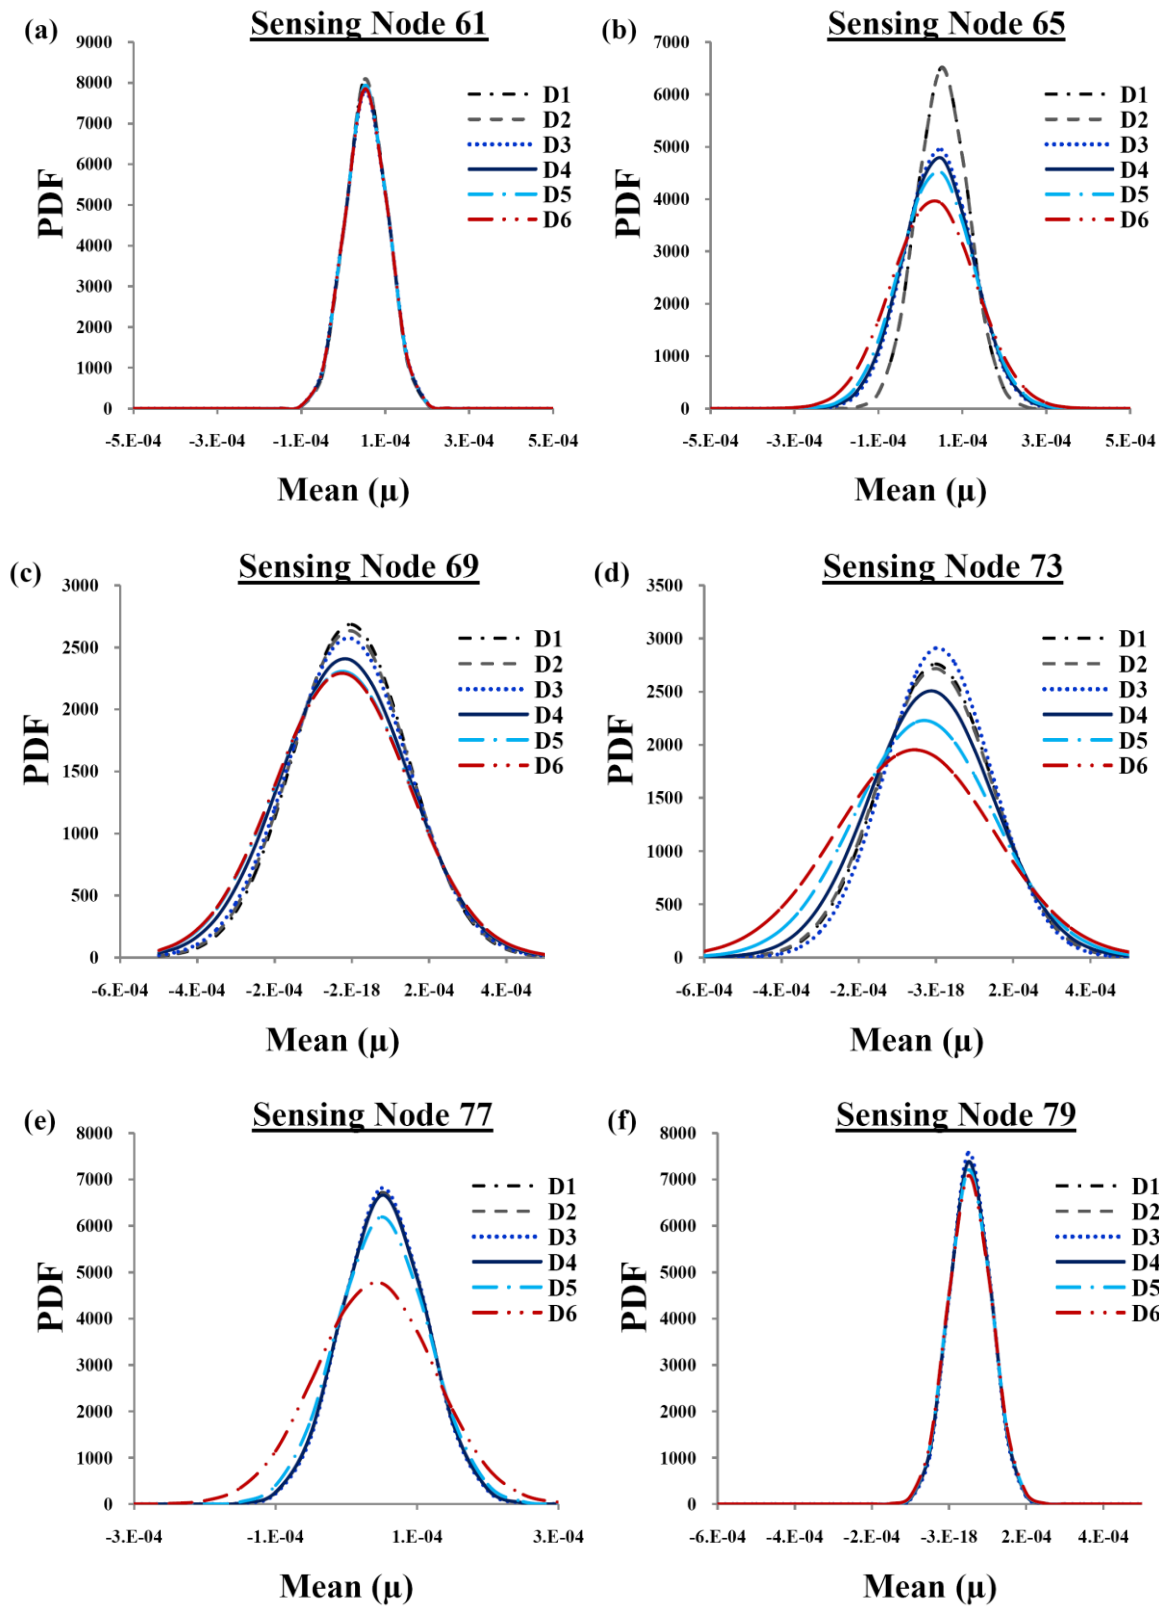 (a)
Sensing Node 61
PDF
9000
8000
7000
6000
5000
4000
3000
2000
1000
0
D1
D2
D3
D4
D5
D6
-5.E-04 -3.E-04 -1.E-04 1.E-04 3.E-04 5.E-04
Mean (μ)
(b)
Sensing Node 65
PDF
7000
6000
5000
4000
3000
2000
1000
0
D1
D2
D3
D4
D5
D6
-5.E-04 -3.E-04 -1.E-04 1.E-04 3.E-04 5.E-04
Mean (μ)
(c)
Sensing Node 69
PDF
3000
2500
2000
1500
1000
500
0
D1
D2
D3
D4
D5
D6
-6.E-04 -4.E-04 -2.E-04 -2.E-18 2.E-04 4.E-04
Mean (μ)
(d)
Sensing Node 73
PDF
3500
3000
2500
2000
1500
1000
500
0
D1
D2
D3
D4
D5
D6
-6.E-04 -4.E-04 -2.E-04 -3.E-18 2.E-04 4.E-04
Mean (μ)
(e)
Sensing Node 77
PDF
8000
7000
6000
5000
4000
3000
2000
1000
0
D1
D2
D3
D4
D5
D6
-3.E-04 -1.E-04 1.E-04 3.E-04
Mean (μ)
(f)
Sensing Node 79
PDF
8000
7000
6000
5000
4000
3000
2000
1000
0
D1
D2
D3
D4
D5
D6
-6.E-04 -4.E-04 -2.E-04 -3.E-18 2.E-04 4.E-04
Mean (μ)